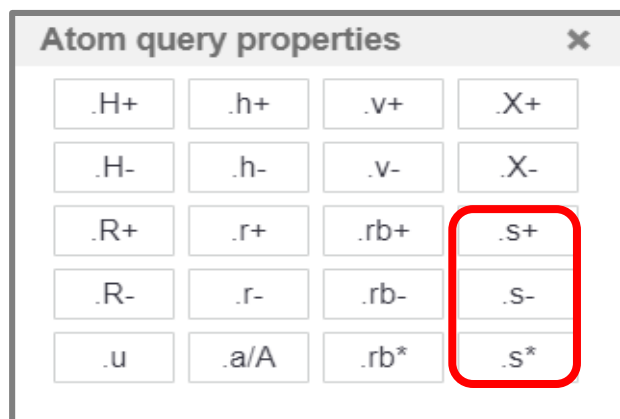 Atom query properties ×
.H+ .h+ .v+ .X+
.H- .h- .v- .X-
.R+ .r+ .rb+ .s+
.R- .r- .rb- .s-
.u .a/A .rb* .s*